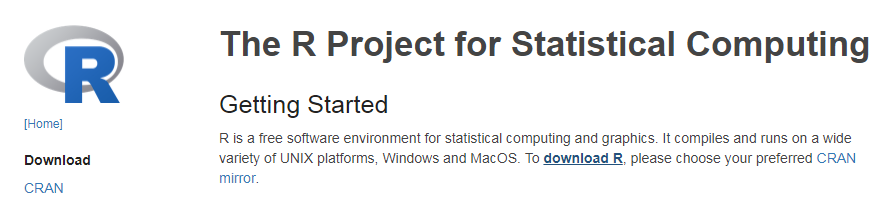 R
The R Project for Statistical Computing
[Home]
Getting Started
Download
CRAN
R is a free software environment for statistical computing and graphics. It compiles and runs on a wide
variety of UNIX platforms, Windows and MacOS. To download R, please choose your preferred CRAN
mirror.